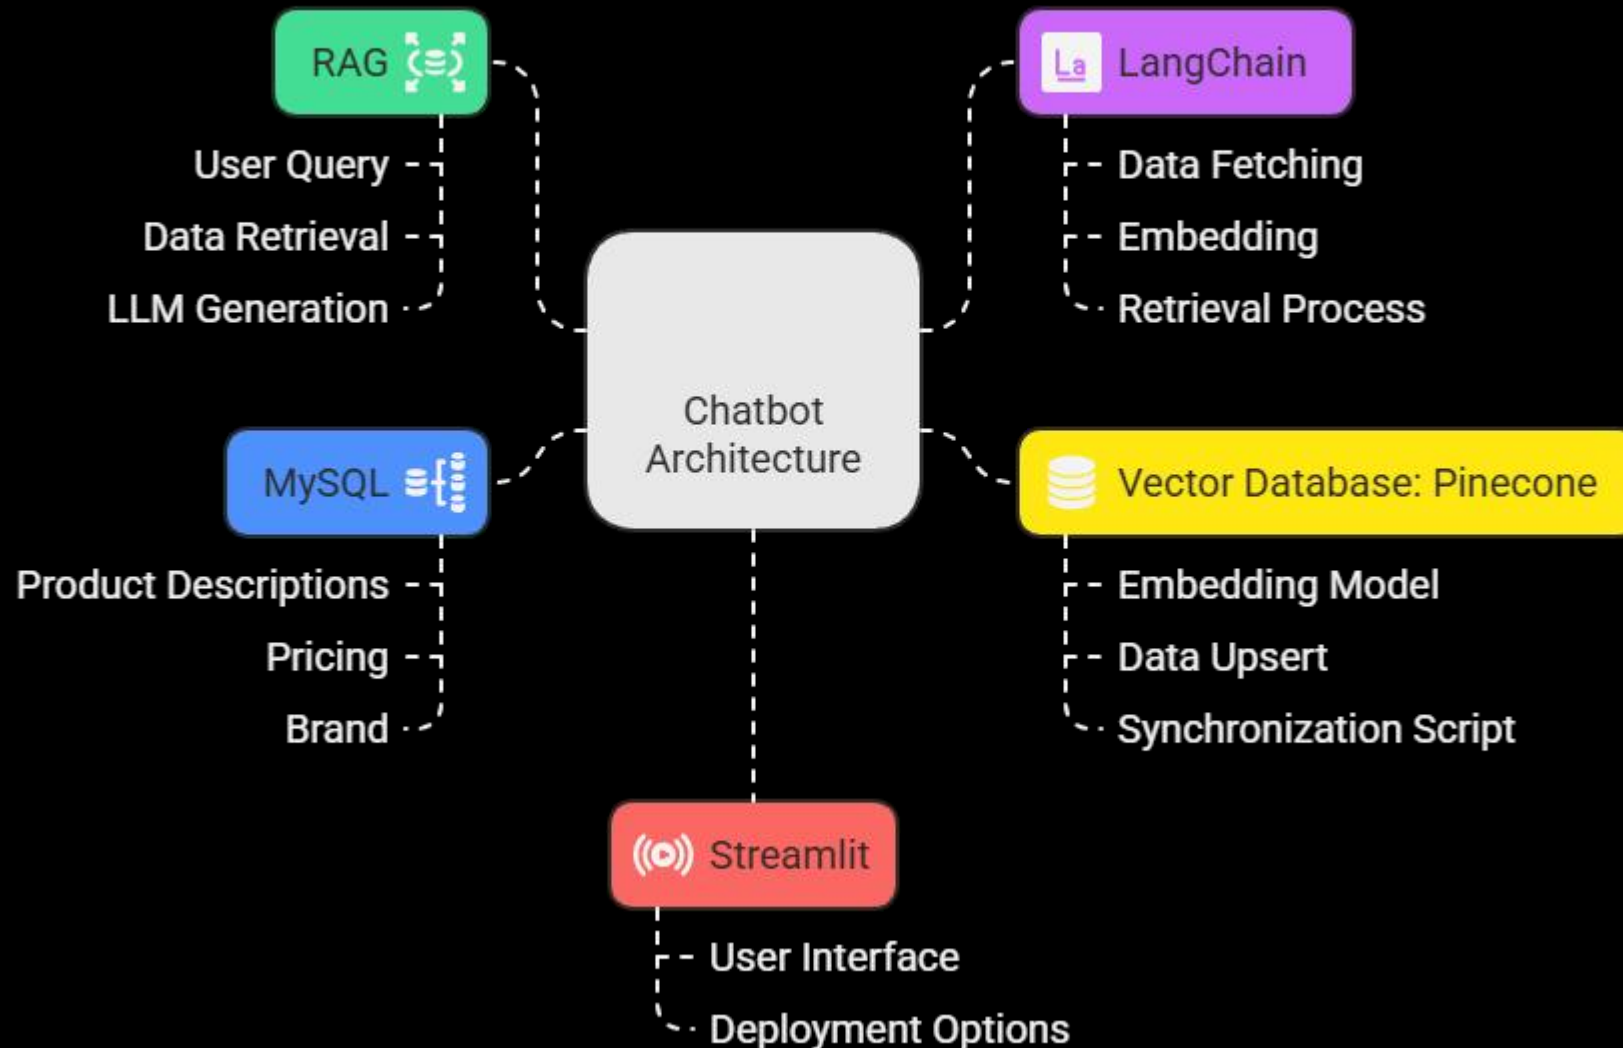 RAG
User Query
Data Retrieval
LLM Generation
La
LangChain
Data Fetching
Embedding
Retrieval Process
Chatbot
Architecture
MySQL
Product Descriptions
Pricing
Brand
Vector Database: Pinecone
Embedding Model
Data Upsert
Synchronization Script
Streamlit
User Interface
Deployment Options